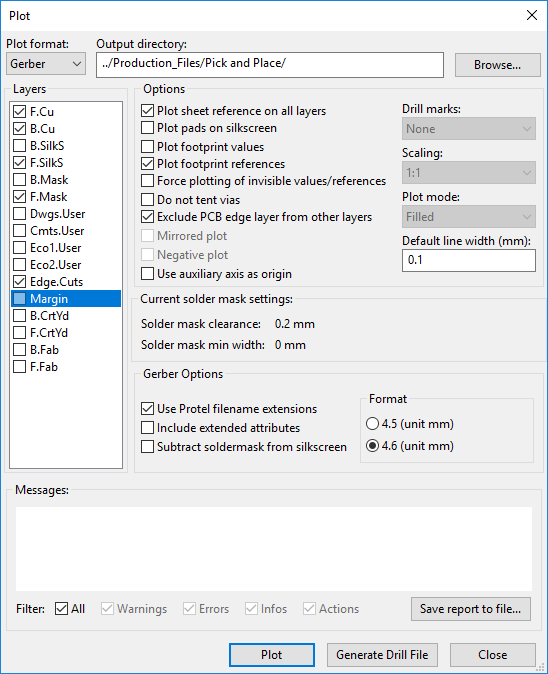 Plot
Plot format:
Output directory:
Gerber
../Production_Files/Pick and Place/
Browse...
Layers
F.Cu
B.Cu
B.SilkS
F.SilkS
B.Mask
F.Mask
Dwgs.User
Cmts.User
Eco1.User
Eco2.User
Edge.Cuts
Margin
B.CrtYd
F.CrtYd
B.Fab
F.Fab
Options
Plot sheet reference on all layers
Plot pads on silkscreen
Plot footprint values
Plot footprint references
Force plotting of invisible values/references
Do not tent vias
Exclude PCB edge layer from other layers
Mirrored plot
Negative plot
Use auxiliary axis as origin
Drill marks:
None
Scaling:
1:1
Plot mode:
Filled
Default line width (mm):
0.1
Current solder mask settings:
Solder mask clearance: 0.2 mm
Solder mask min width: 0 mm
Gerber Options
Use Protel filename extensions
Include extended attributes
Subtract soldermask from silkscreen
Format
4.5 (unit mm)
4.6 (unit mm)
Messages:
Filter: All Warnings Errors Infos Actions
Save report to file...
Plot
Generate Drill File
Close